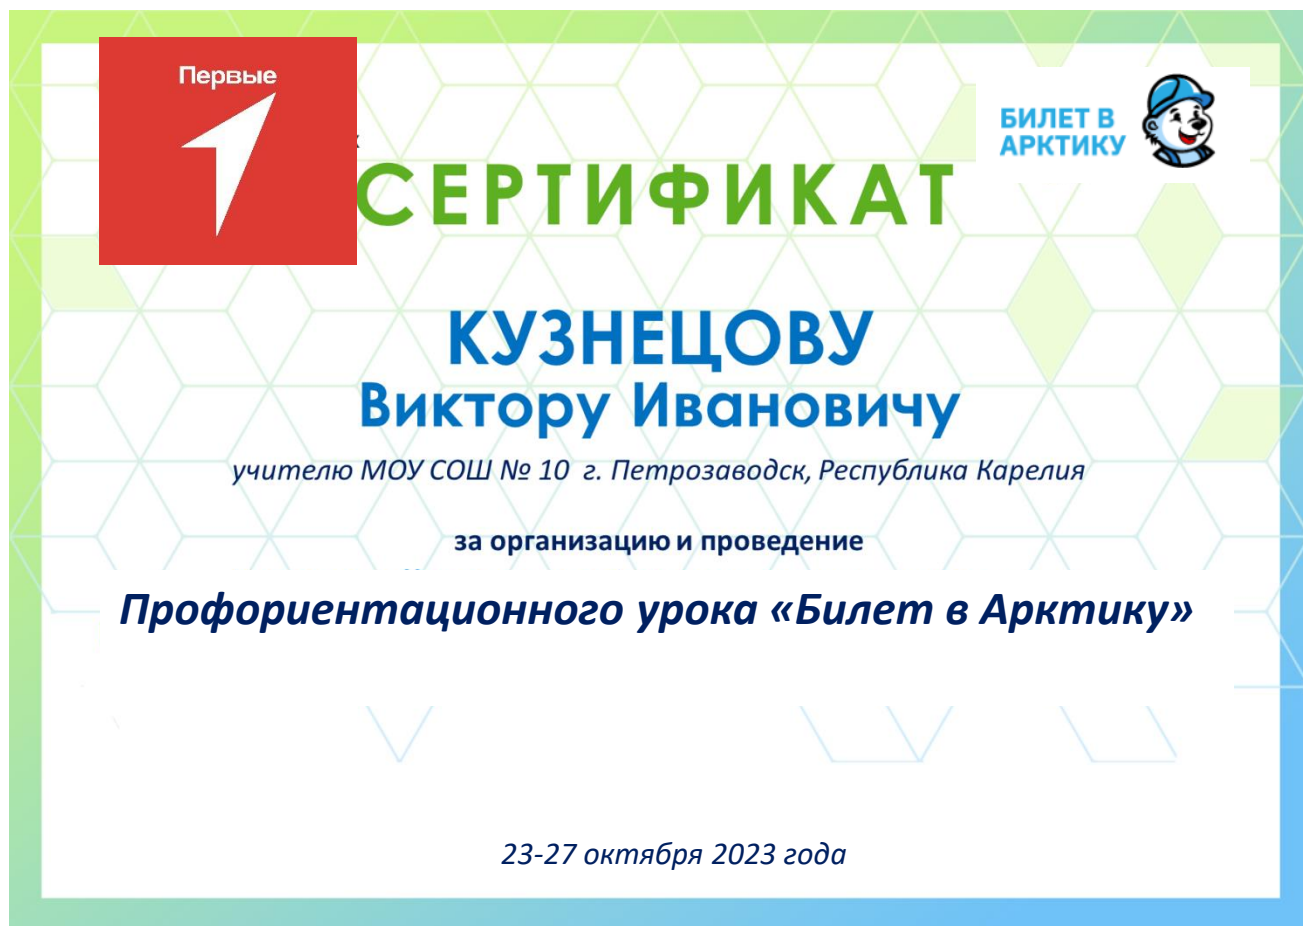 Первые
БИЛЕТ В
АРКТИКУ
СЕРТИФИКАТ
КУЗНЕЦОВУ
Виктору Ивановичу
учителю МОУ СОШ № 10 г. Петрозаводск, Республика Карелия
за организацию и проведение
Профориентационного урока «Билет в Арктику»
23-27 октября 2023 года